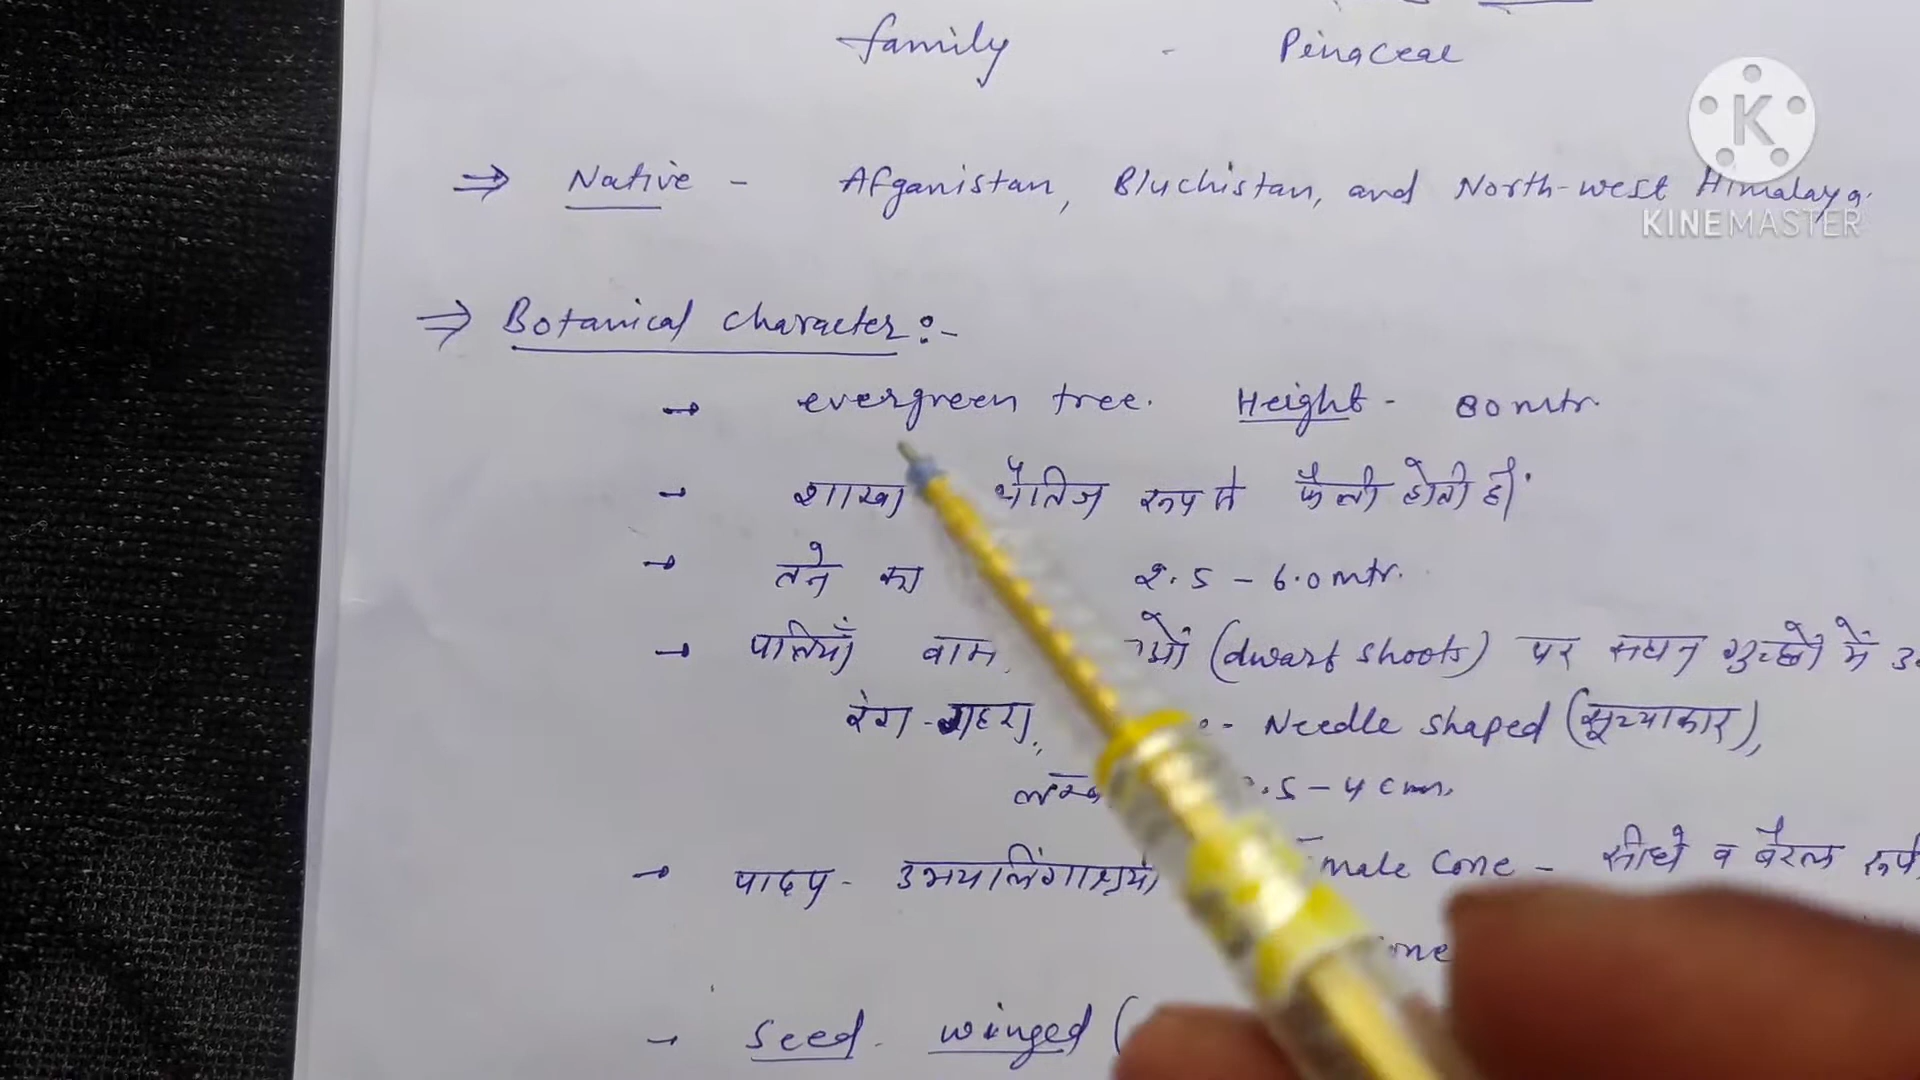 family - Pinaceae
⇒ Native - Afganistan, Bluchistan, and North-west Himalaya.
K
KINEMASTER
⇒ Botanical character :-
→ evergreen tree. Height - 80 mtr.
→ शाखा क्षैतिज रूप से फैली होती हैं.
→ तने का 2.5 - 6.0 mtr.
→ पत्तियाँ (dwarf shoots) पर सघन गुच्छों में
रंग - गहरा, Needle shaped (सूच्याकार),
.5 - 4 cm.
→ पादप - उभयलिंगाश्रयी male Cone - सीधे व बैरल
→ Seed - winged (